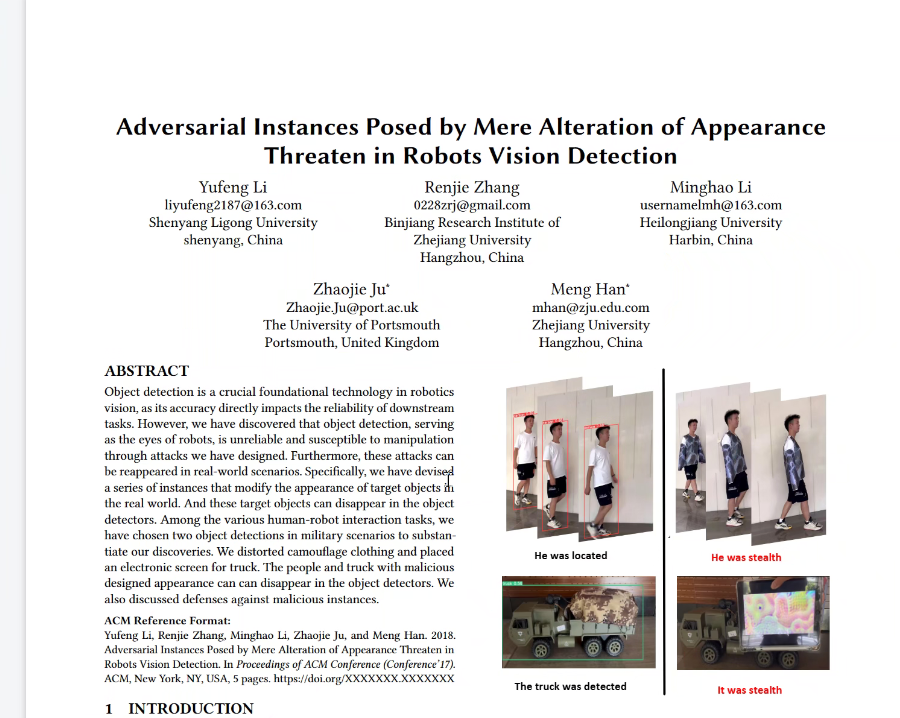 Adversarial Instances Posed by Mere Alteration of Appearance
Threaten in Robots Vision Detection
Yufeng Li
liyufeng2187@163.com
Shenyang Ligong University
shenyang, China
Renjie Zhang
0228zrj@gmail.com
Binjiang Research Institute of
Zhejiang University
Hangzhou, China
Minghao Li
usernamelmh@163.com
Heilongjiang University
Harbin, China
Zhaojie Ju*
Zhaojie.Ju@port.ac.uk
The University of Portsmouth
Portsmouth, United Kingdom
Meng Han*
mhan@zju.edu.com
Zhejiang University
Hangzhou, China
ABSTRACT
Object detection is a crucial foundational technology in robotics
vision, as its accuracy directly impacts the reliability of downstream
tasks. However, we have discovered that object detection, serving
as the eyes of robots, is unreliable and susceptible to manipulation
through attacks we have designed. Furthermore, these attacks can
be reappeared in real-world scenarios. Specifically, we have devised
a series of instances that modify the appearance of target objects in
the real world. And these target objects can disappear in the object
detectors. Among the various human-robot interaction tasks, we
have chosen two object detections in military scenarios to substan-
tiate our discoveries. We distorted camouflage clothing and placed
an electronic screen for truck. The people and truck with malicious
designed appearance can can disappear in the object detectors. We
also discussed defenses against malicious instances.
ACM Reference Format:
Yufeng Li, Renjie Zhang, Minghao Li, Zhaojie Ju, and Meng Han. 2018.
Adversarial Instances Posed by Mere Alteration of Appearance Threaten in
Robots Vision Detection. In Proceedings of ACM Conference (Conference'17).
ACM, New York, NY, USA, 5 pages. https://doi.org/XXXXXXX.XXXXXXX
1 INTRODUCTION
He was located
He was stealth
The truck was detected
It was stealth